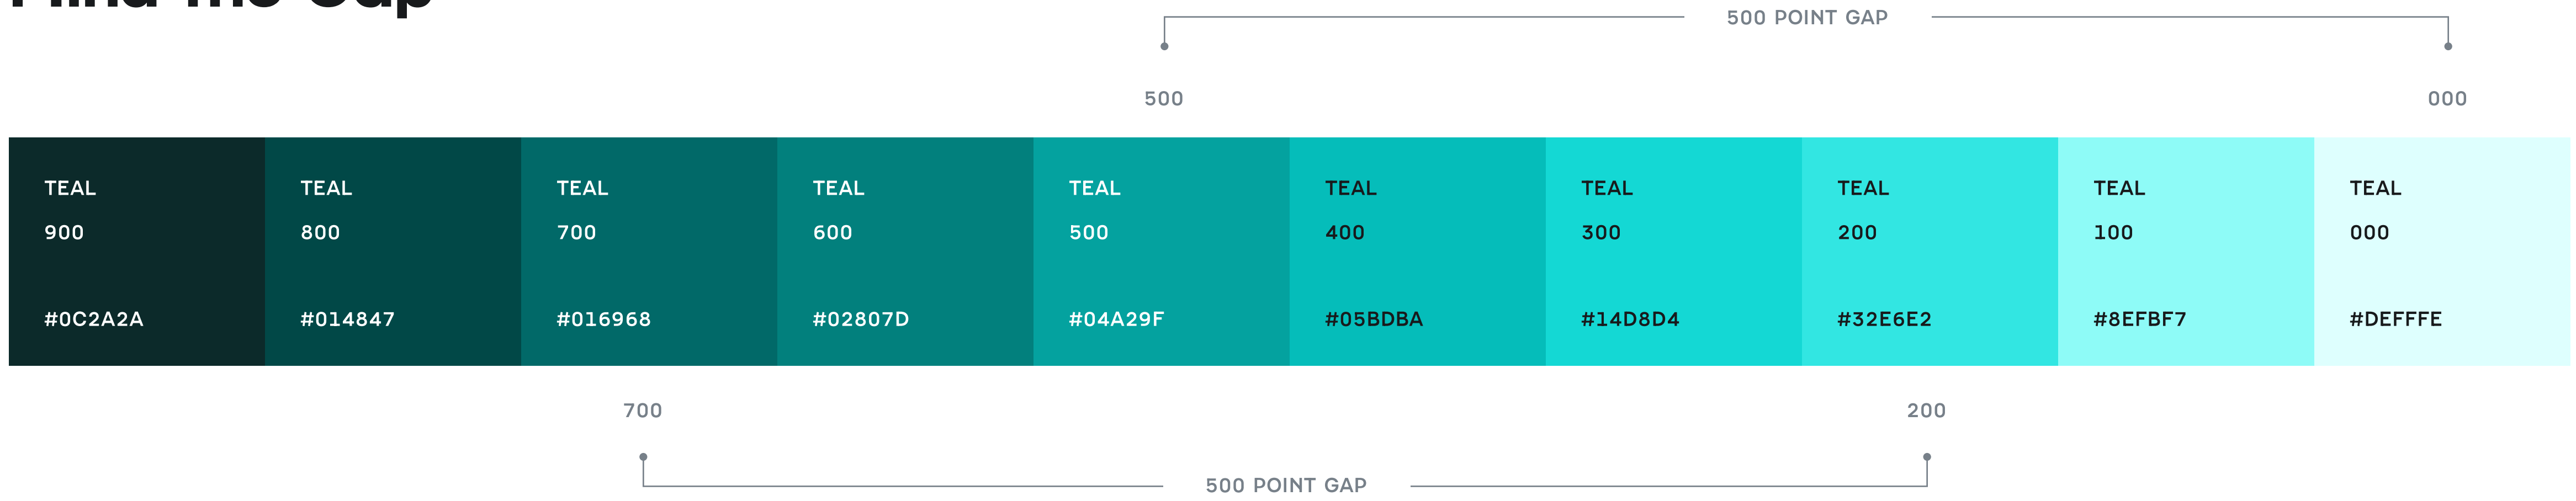 500 POINT GAP
500
000
TEAL
900
#0C2A2A
TEAL
800
#014847
TEAL
700
#016968
TEAL
600
#02807D
TEAL
500
#04A29F
TEAL
400
#05BDBA
TEAL
300
#14D8D4
TEAL
200
#32E6E2
TEAL
100
#8EFBF7
TEAL
000
#DEFFFE
700
200
500 POINT GAP